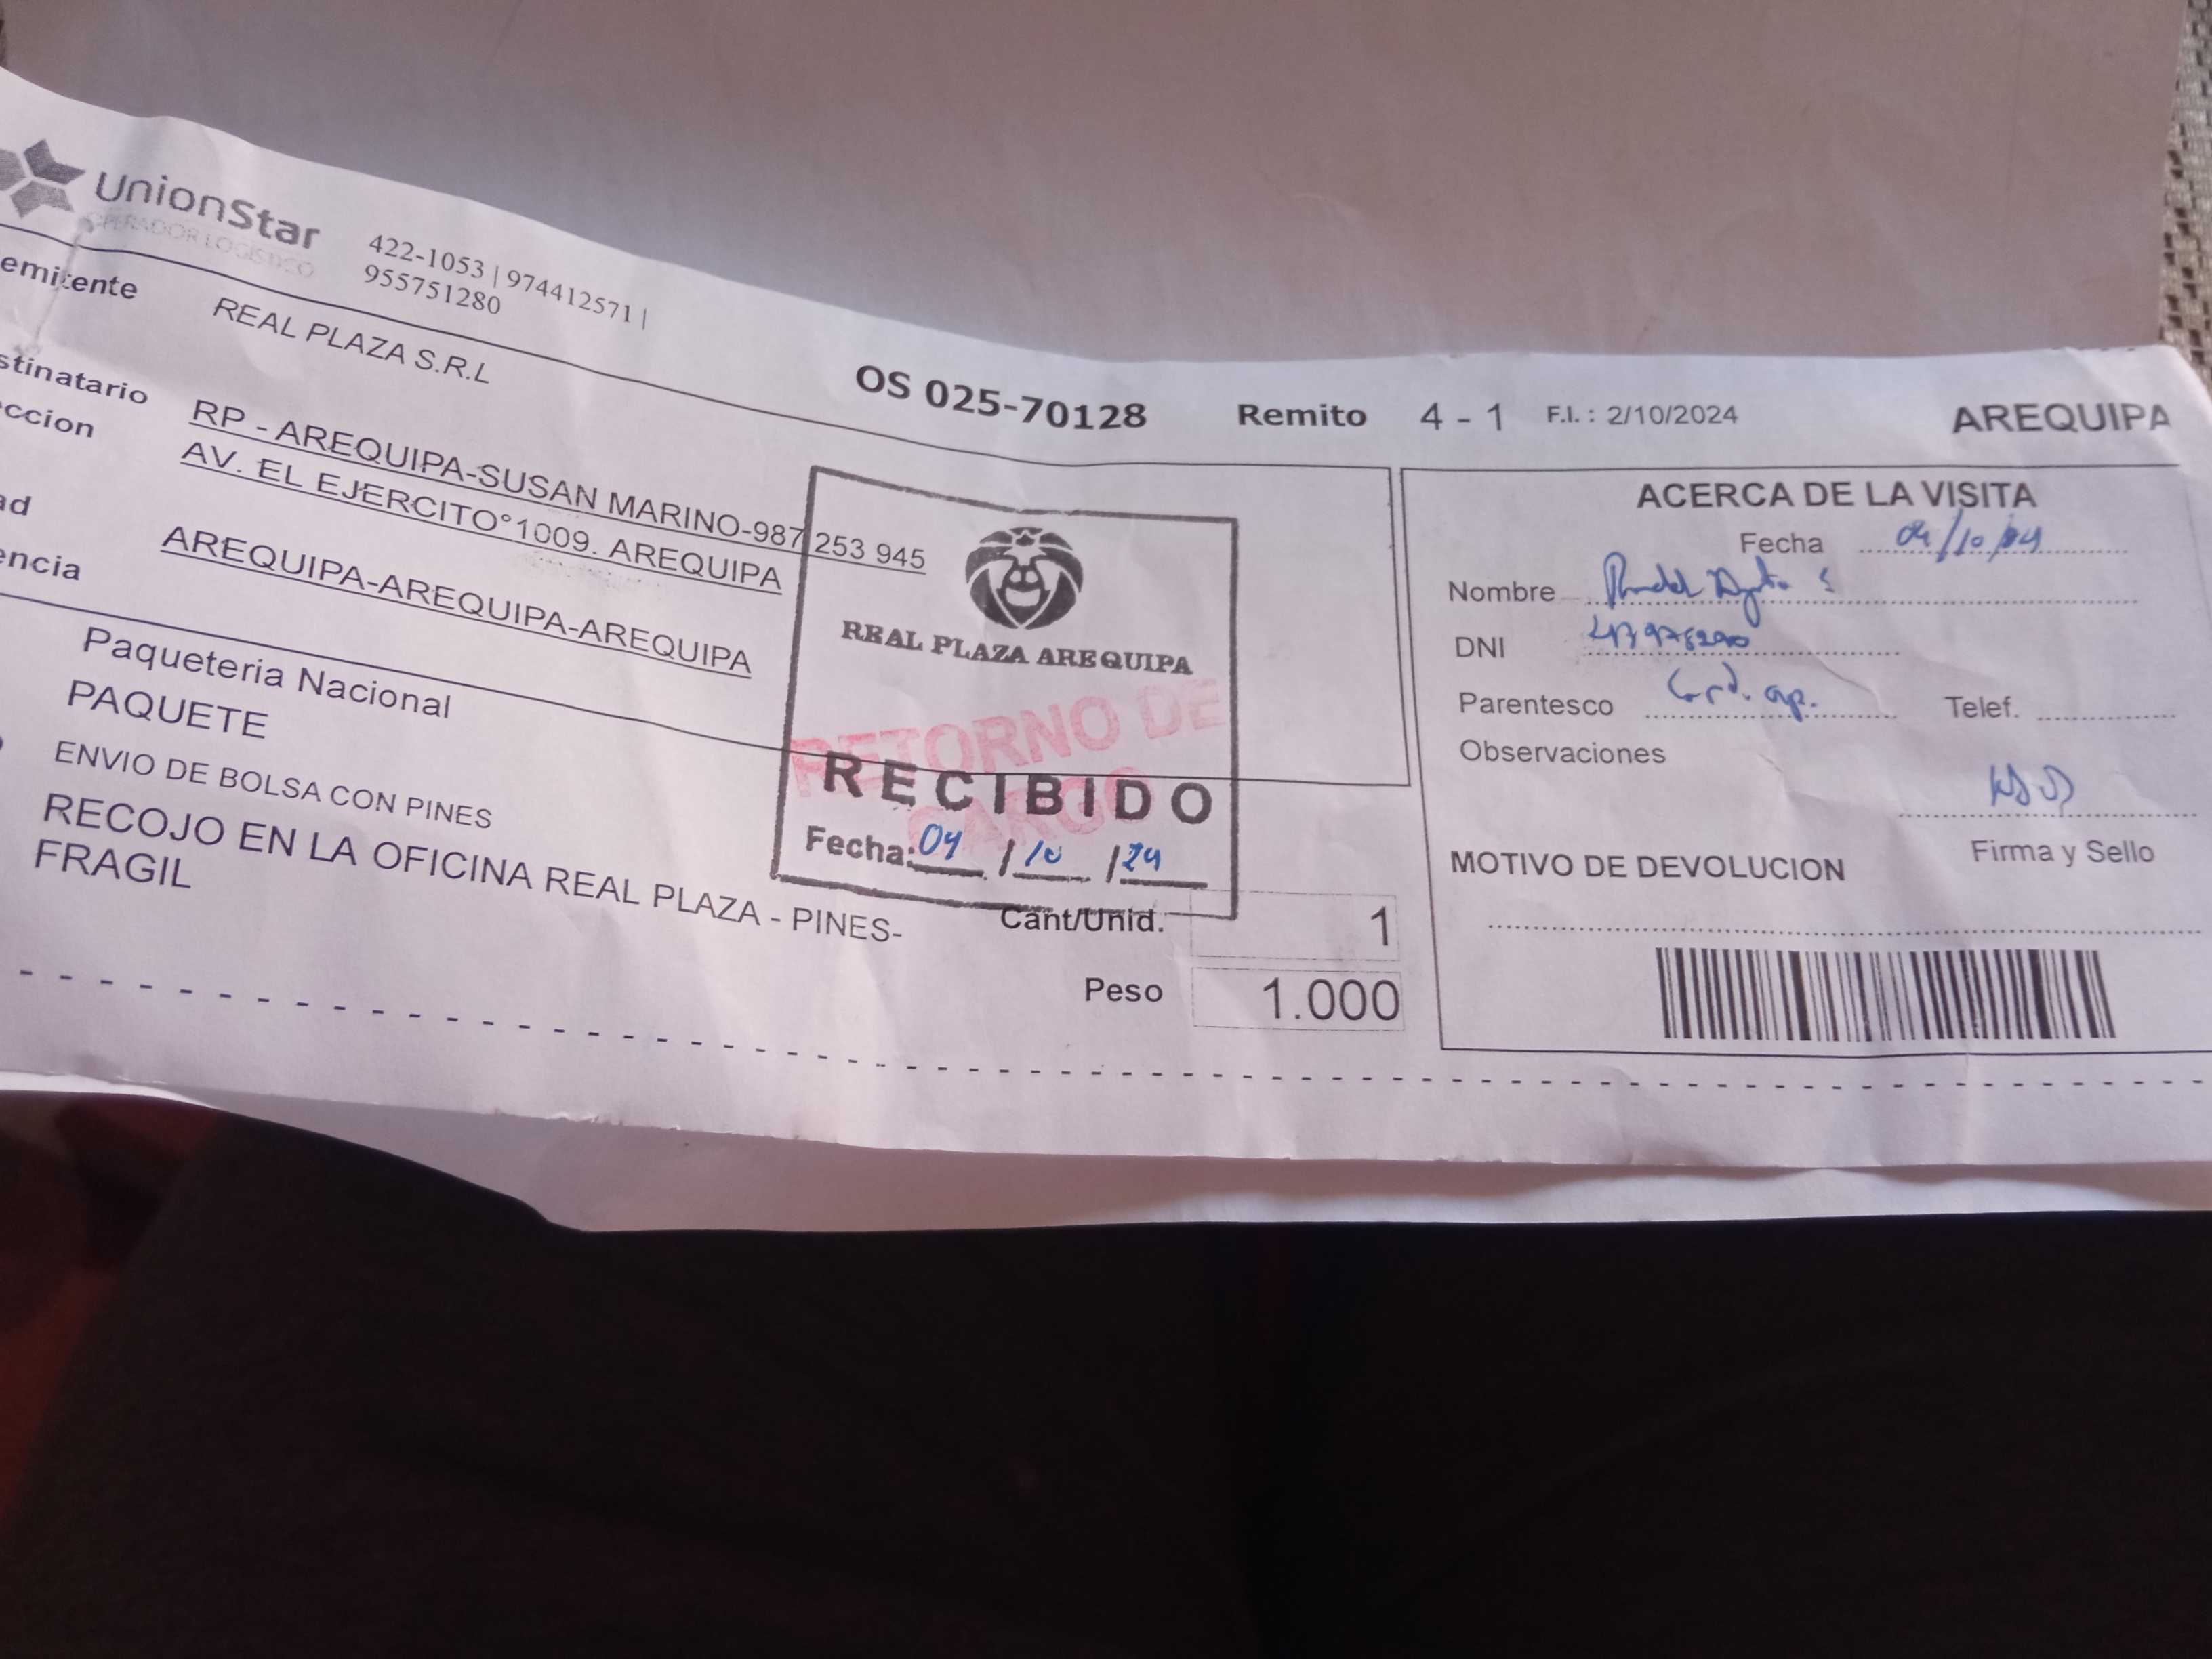 UnionStar
OPERADOR LOGISTICO
422-1053 | 974412571 |
955751280
emitente REAL PLAZA S.R.L
OS 025-70128 Remito 4 - 1 F.I. : 2/10/2024 AREQUIPA
stinatario RP - AREQUIPA-SUSAN MARINO-987 253 945
ccion AV. EL EJERCITO°1009. AREQUIPA
ad AREQUIPA-AREQUIPA-AREQUIPA
encia
Paqueteria Nacional
PAQUETE
ENVIO DE BOLSA CON PINES
RECOJO EN LA OFICINA REAL PLAZA - PINES-
FRAGIL
REAL PLAZA AREQUIPA
RETORNO DE
CARGO
RECIBIDO
Fecha: 04 / 10 / 24
Cant/Unid. 1
Peso 1.000
ACERCA DE LA VISITA
Fecha 04/10/24
Nombre
DNI
Parentesco
Telef.
Observaciones
Firma y Sello
MOTIVO DE DEVOLUCION